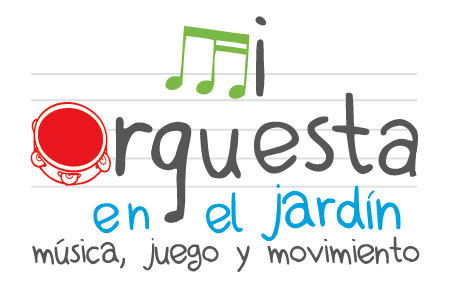 mi
orquesta
en el jardín
música, juego y movimiento